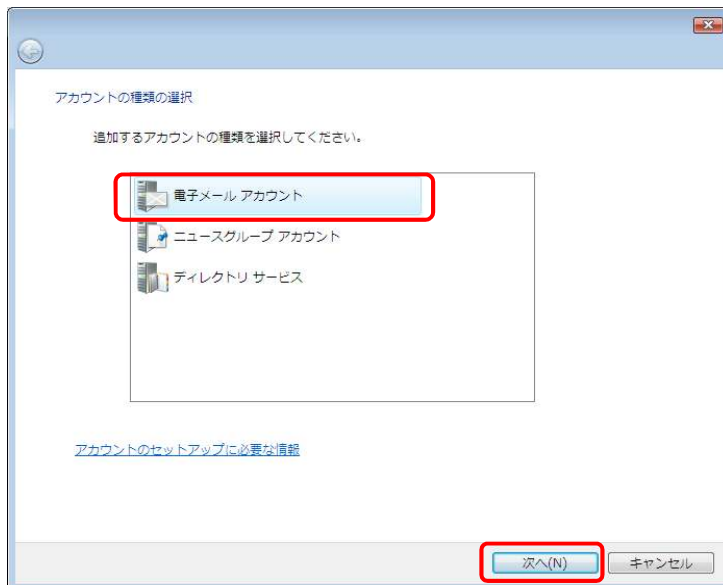 アカウントの種類の選択
追加するアカウントの種類を選択してください。
電子メール アカウント
ニュースグループ アカウント
ディレクトリ サービス
アカウントのセットアップに必要な情報
次へ(N)
キャンセル